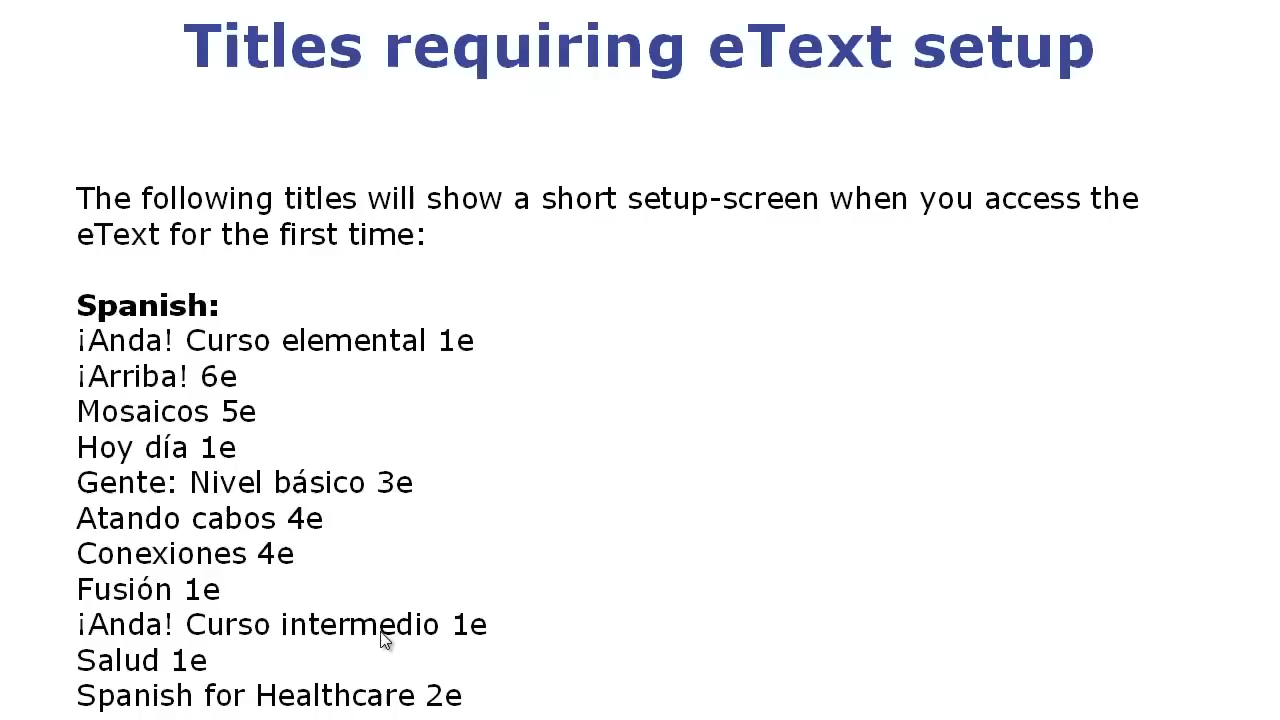 Titles requiring eText setup
The following titles will show a short setup-screen when you access the
eText for the first time:
Spanish:
¡Anda! Curso elemental 1e
¡Arriba! 6e
Mosaicos 5e
Hoy día 1e
Gente: Nivel básico 3e
Atando cabos 4e
Conexiones 4e
Fusión 1e
¡Anda! Curso intermedio 1e
Salud 1e
Spanish for Healthcare 2e